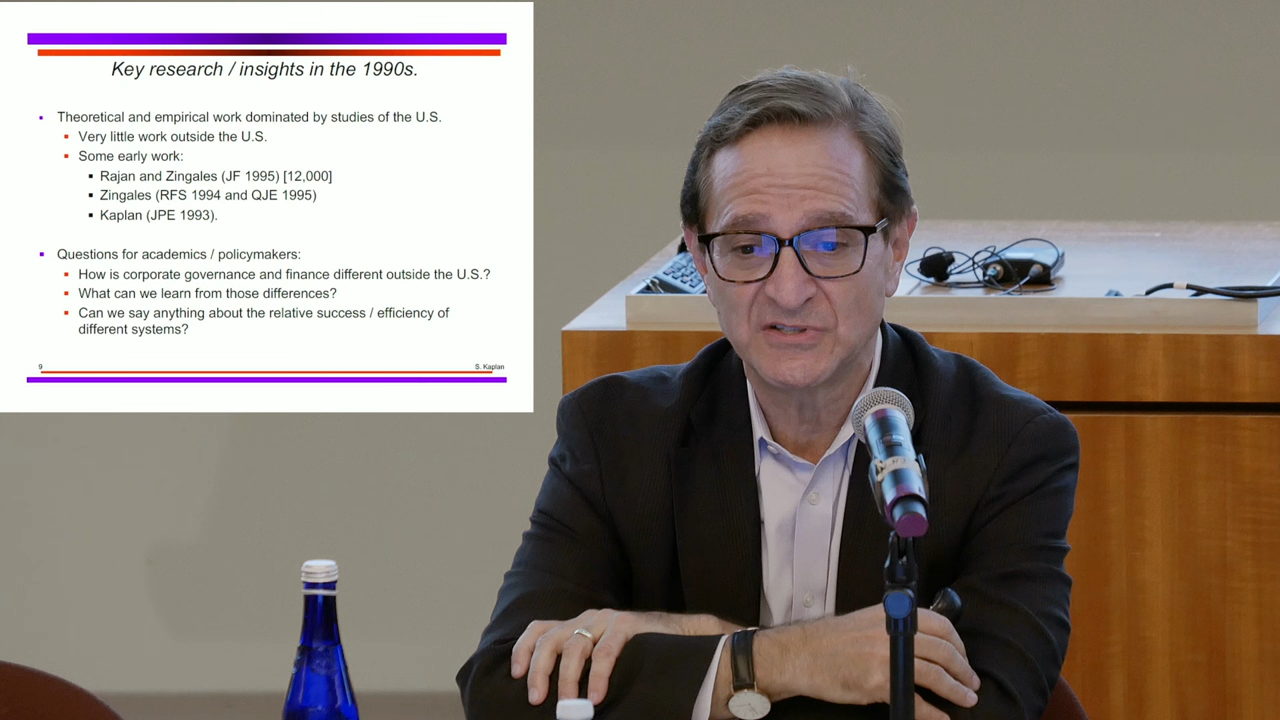 Key research / insights in the 1990s.
Theoretical and empirical work dominated by studies of the U.S.
Very little work outside the U.S.
Some early work:
Rajan and Zingales (JF 1995) [12,000]
Zingales (RFS 1994 and QJE 1995)
Kaplan (JPE 1993).
Questions for academics / policymakers:
How is corporate governance and finance different outside the U.S.?
What can we learn from those differences?
Can we say anything about the relative success / efficiency of
different systems?
9
S. Kaplan